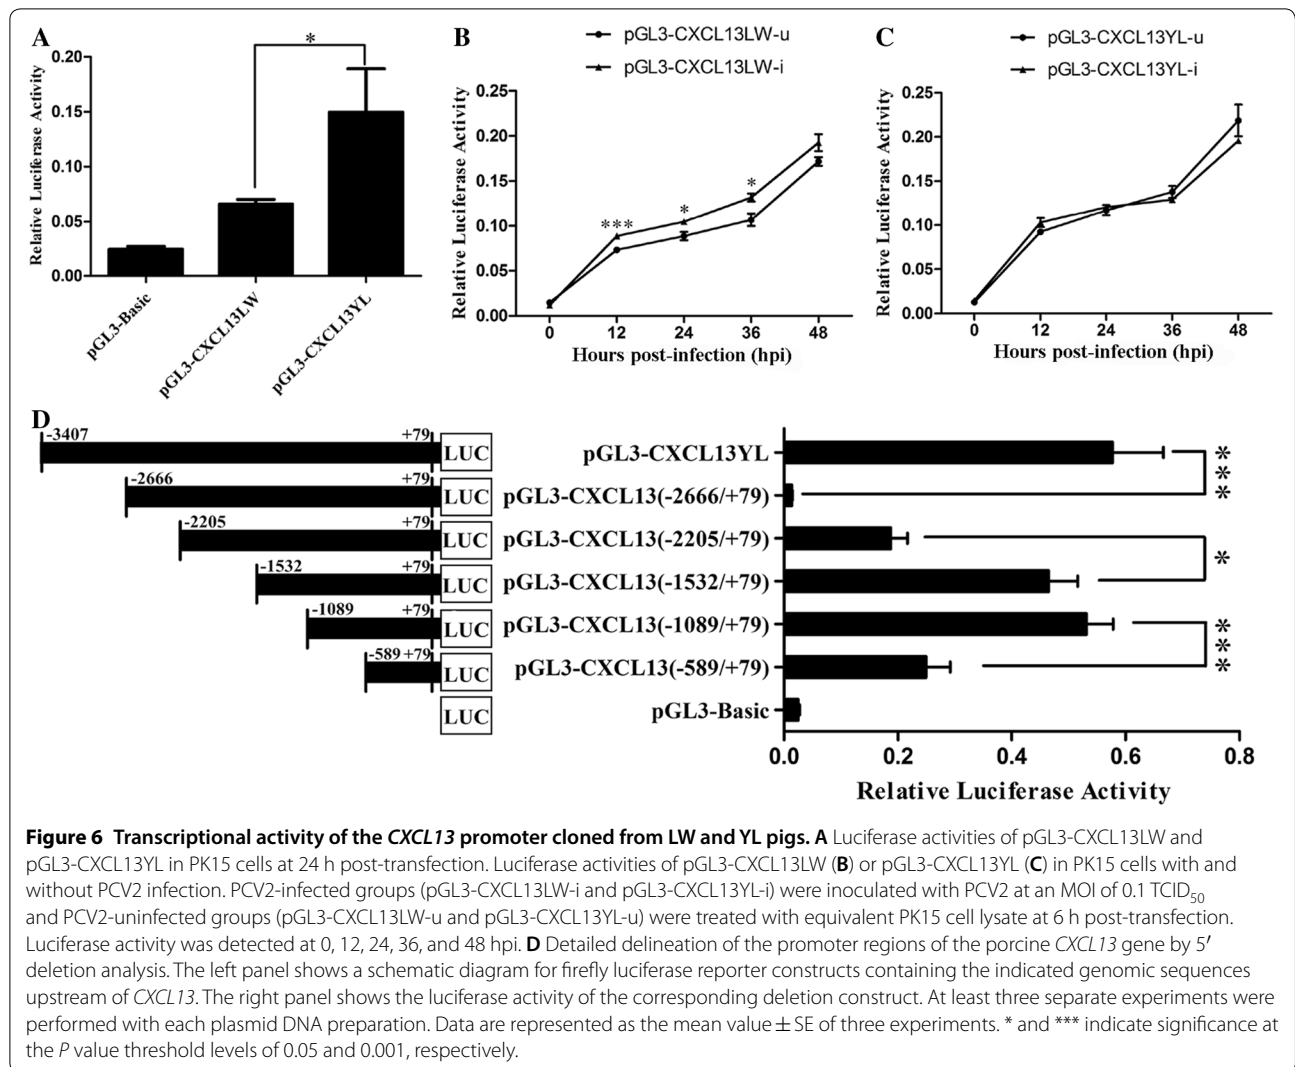 A
Relative Luciferase Activity
0.20
0.15
0.10
0.05
0.00
*
pGL3-Basic
pGL3-CXCL13LW
pGL3-CXCL13YL
B
pGL3-CXCL13LW-u
pGL3-CXCL13LW-i
Relative Luciferase Activity
0.25
0.20
0.15
0.10
0.05
0.00
***
*
*
0 12 24 36 48
Hours post-infection (hpi)
C
pGL3-CXCL13YL-u
pGL3-CXCL13YL-i
Relative Luciferase Activity
0.25
0.20
0.15
0.10
0.05
0.00
0 12 24 36 48
Hours post-infection (hpi)
D
-3407 +79 LUC
-2666 +79 LUC
-2205 +79 LUC
-1532 +79 LUC
-1089 +79 LUC
-589 +79 LUC
LUC
pGL3-CXCL13YL
pGL3-CXCL13(-2666/+79)
pGL3-CXCL13(-2205/+79)
pGL3-CXCL13(-1532/+79)
pGL3-CXCL13(-1089/+79)
pGL3-CXCL13(-589/+79)
pGL3-Basic
***
*
***
0.0 0.2 0.4 0.6 0.8
Relative Luciferase Activity
Figure 6 Transcriptional activity of the CXCL13 promoter cloned from LW and YL pigs. A Luciferase activities of pGL3-CXCL13LW and
pGL3-CXCL13YL in PK15 cells at 24 h post-transfection. Luciferase activities of pGL3-CXCL13LW (B) or pGL3-CXCL13YL (C) in PK15 cells with and
without PCV2 infection. PCV2-infected groups (pGL3-CXCL13LW-i and pGL3-CXCL13YL-i) were inoculated with PCV2 at an MOI of 0.1 TCID50
and PCV2-uninfected groups (pGL3-CXCL13LW-u and pGL3-CXCL13YL-u) were treated with equivalent PK15 cell lysate at 6 h post-transfection.
Luciferase activity was detected at 0, 12, 24, 36, and 48 hpi. D Detailed delineation of the promoter regions of the porcine CXCL13 gene by 5′
deletion analysis. The left panel shows a schematic diagram for firefly luciferase reporter constructs containing the indicated genomic sequences
upstream of CXCL13. The right panel shows the luciferase activity of the corresponding deletion construct. At least three separate experiments were
performed with each plasmid DNA preparation. Data are represented as the mean value ± SE of three experiments. * and *** indicate significance at
the P value threshold levels of 0.05 and 0.001, respectively.